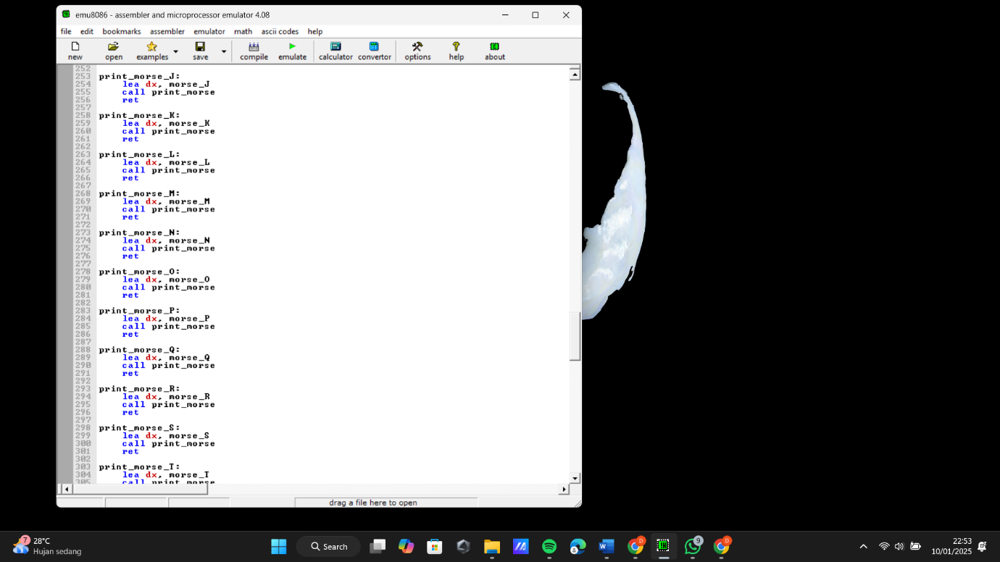 emu8086 - assembler and microprocessor emulator 4.08
file edit bookmarks assembler emulator math ascii codes help
new open examples save compile emulate calculator convertor options help about
252
253 print_morse_J:
254 lea dx, morse_J
255 call print_morse
256 ret
257
258 print_morse_K:
259 lea dx, morse_K
260 call print_morse
261 ret
262
263 print_morse_L:
264 lea dx, morse_L
265 call print_morse
266 ret
267
268 print_morse_M:
269 lea dx, morse_M
270 call print_morse
271 ret
272
273 print_morse_N:
274 lea dx, morse_N
275 call print_morse
276 ret
277
278 print_morse_O:
279 lea dx, morse_O
280 call print_morse
281 ret
282
283 print_morse_P:
284 lea dx, morse_P
285 call print_morse
286 ret
287
288 print_morse_Q:
289 lea dx, morse_Q
290 call print_morse
291 ret
292
293 print_morse_R:
294 lea dx, morse_R
295 call print_morse
296 ret
297
298 print_morse_S:
299 lea dx, morse_S
300 call print_morse
301 ret
302
303 print_morse_T:
304 lea dx, morse_T
305 call print_morse
drag a file here to open
7 28°C
Hujan sedang
Search
D
9
D
22:53
10/01/2025